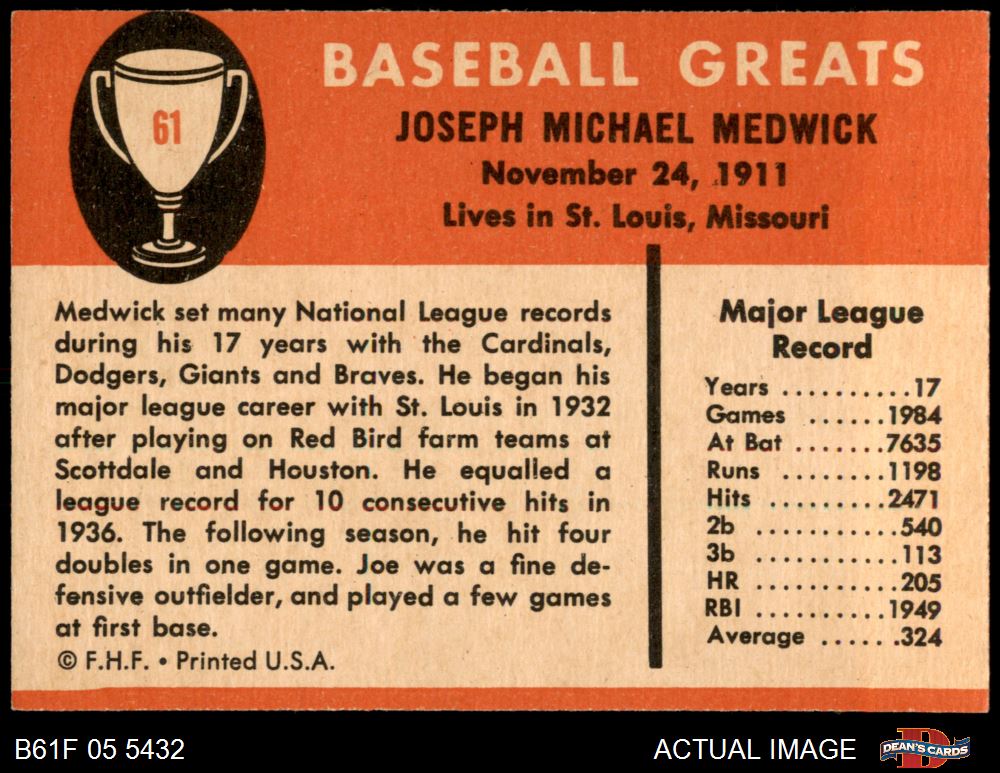 61
BASEBALL GREATS
JOSEPH MICHAEL MEDWICK
November 24, 1911
Lives in St. Louis, Missouri
Medwick set many National League records
during his 17 years with the Cardinals,
Dodgers, Giants and Braves. He began his
major league career with St. Louis in 1932
after playing on Red Bird farm teams at
Scottdale and Houston. He equalled a
league record for 10 consecutive hits in
1936. The following season, he hit four
doubles in one game. Joe was a fine de-
fensive outfielder, and played a few games
at first base.
© F.H.F. • Printed U.S.A.
Major League
Record
Years ..........17
Games ......1984
At Bat .......7635
Runs .......1198
Hits .......2471
2b ..........540
3b ..........113
HR ..........205
RBI .........1949
Average ......324
B61F 05 5432
ACTUAL IMAGE
DEAN'S CARDS